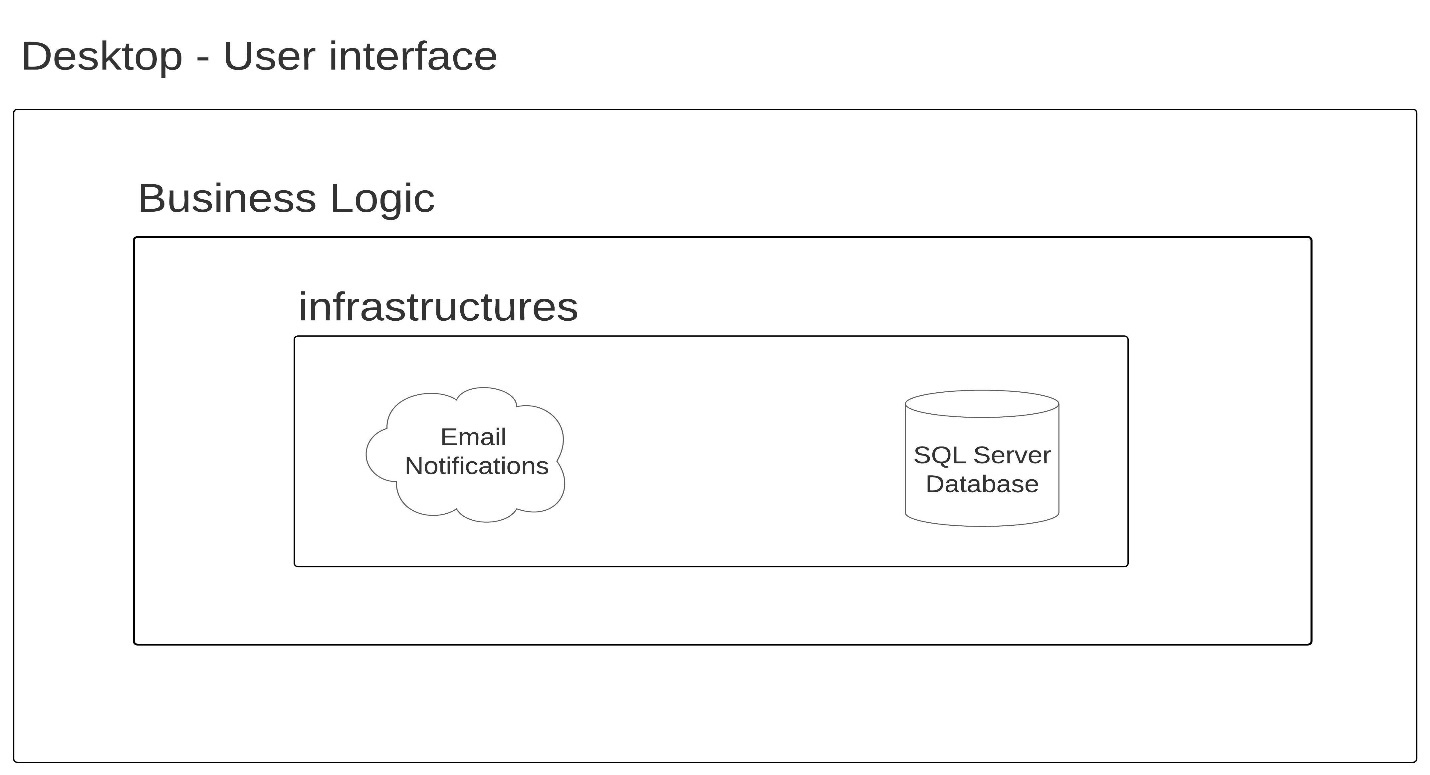 Desktop - User interface
Business Logic
infrastructures
Email
Notifications
SQL Server
Database